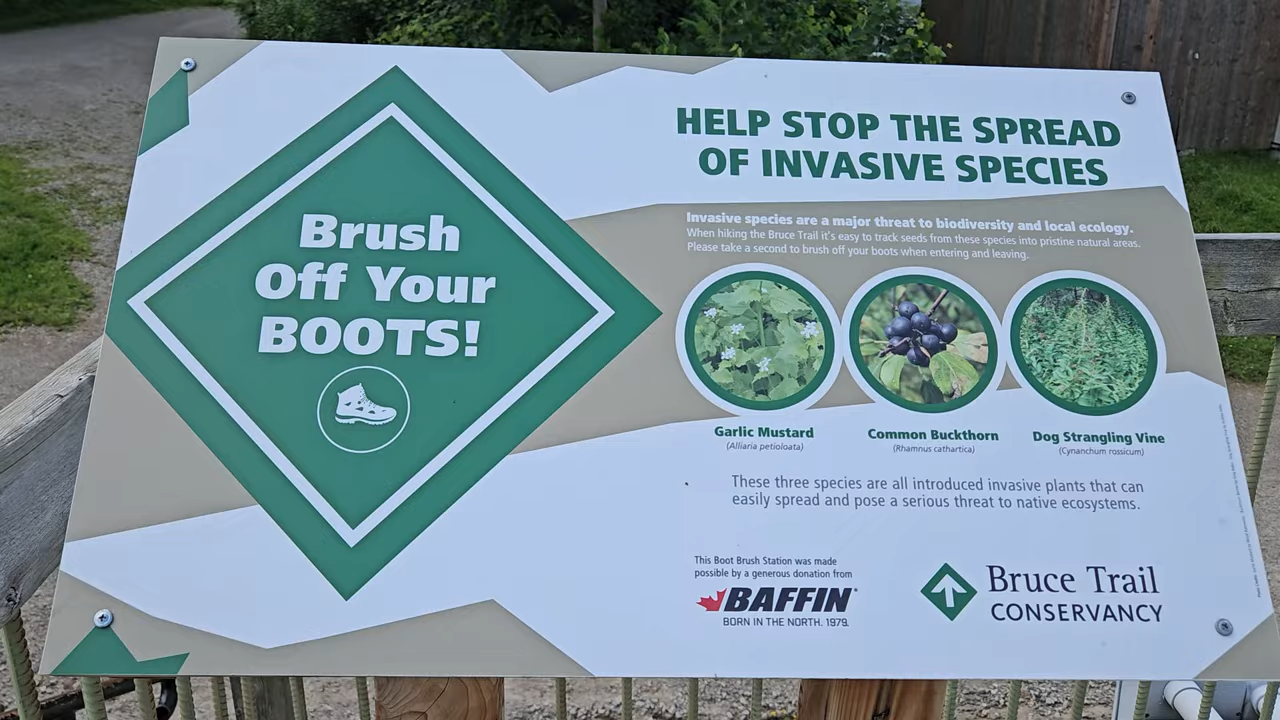 Brush
Off Your
BOOTS!
HELP STOP THE SPREAD
OF INVASIVE SPECIES
Invasive species are a major threat to biodiversity and local ecology.
When hiking the Bruce Trail it's easy to track seeds from these species into pristine natural areas.
Please take a second to brush off your boots when entering and leaving.
Garlic Mustard
(Alliaria petioloata)
Common Buckthorn
(Rhamnus cathartica)
Dog Strangling Vine
(Cynanchum rossicum)
These three species are all introduced invasive plants that can
easily spread and pose a serious threat to native ecosystems.
This Boot Brush Station was made
possible by a generous donation from
BAFFIN
BORN IN THE NORTH. 1979.
Bruce Trail
CONSERVANCY